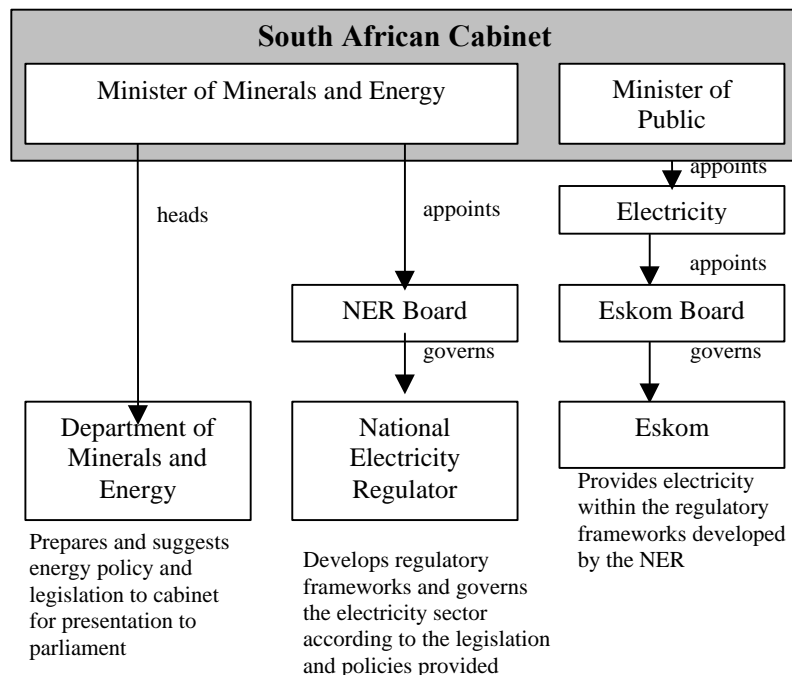 South African Cabinet
Minister of Minerals and Energy
Minister of
Public
appoints
heads
appoints
Electricity
appoints
NER Board
Eskom Board
governs
governs
Department of
Minerals and
Energy
National
Electricity
Regulator
Eskom
Provides electricity
within the regulatory
frameworks developed
by the NER
Prepares and suggests
energy policy and
legislation to cabinet
for presentation to
parliament
Develops regulatory
frameworks and governs
the electricity sector
according to the legislation
and policies provided